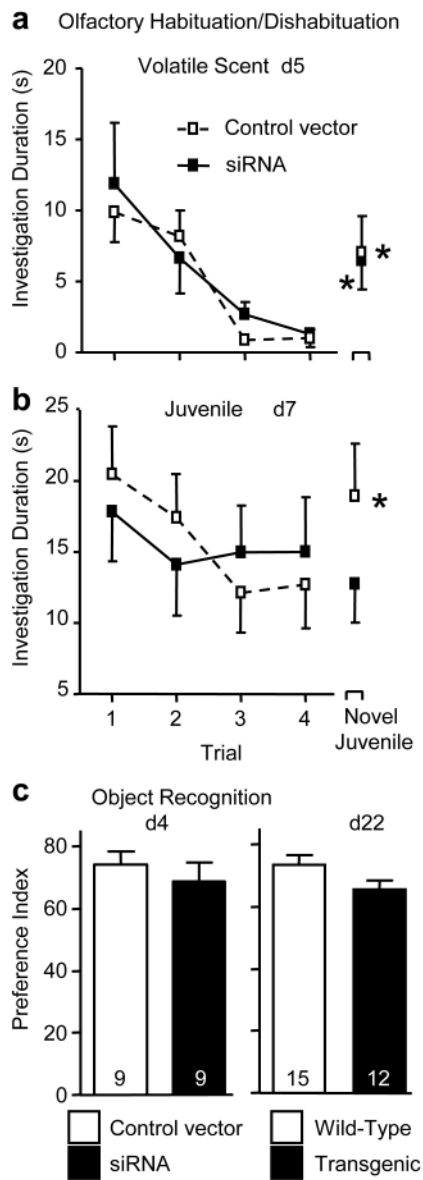 a Olfactory Habituation/Dishabituation
Volatile Scent d5
Investigation Duration (s)
20
15
10
5
0
Control vector
siRNA
*
*
b Juvenile d7
Investigation Duration (s)
25
20
15
10
5
*
1 2 3 4 Novel
Trial Juvenile
c Object Recognition
d4 d22
Preference Index
80
60
40
20
0
9 9 15 12
Control vector Wild-Type
siRNA Transgenic